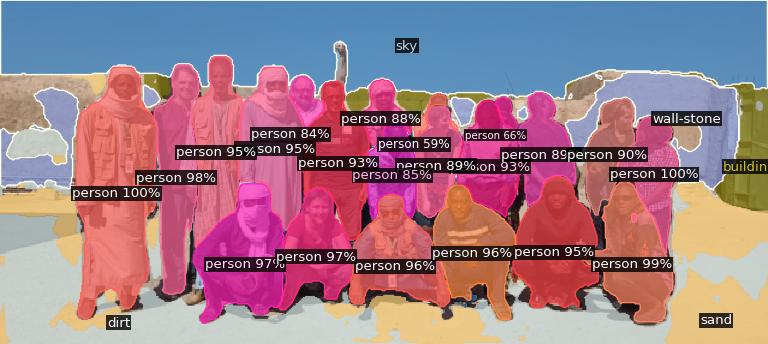 sky
person 88%
wall-stone
person 84%
person 66%
person 59%
person 95%
son 95%
person 89
person 90%
person 93%
person 89%
son 93%
buildin
person 98%
person 85%
person 100%
person 100%
person 97%
person 97%
person 96%
person 96%
person 95%
person 99%
dirt
sand